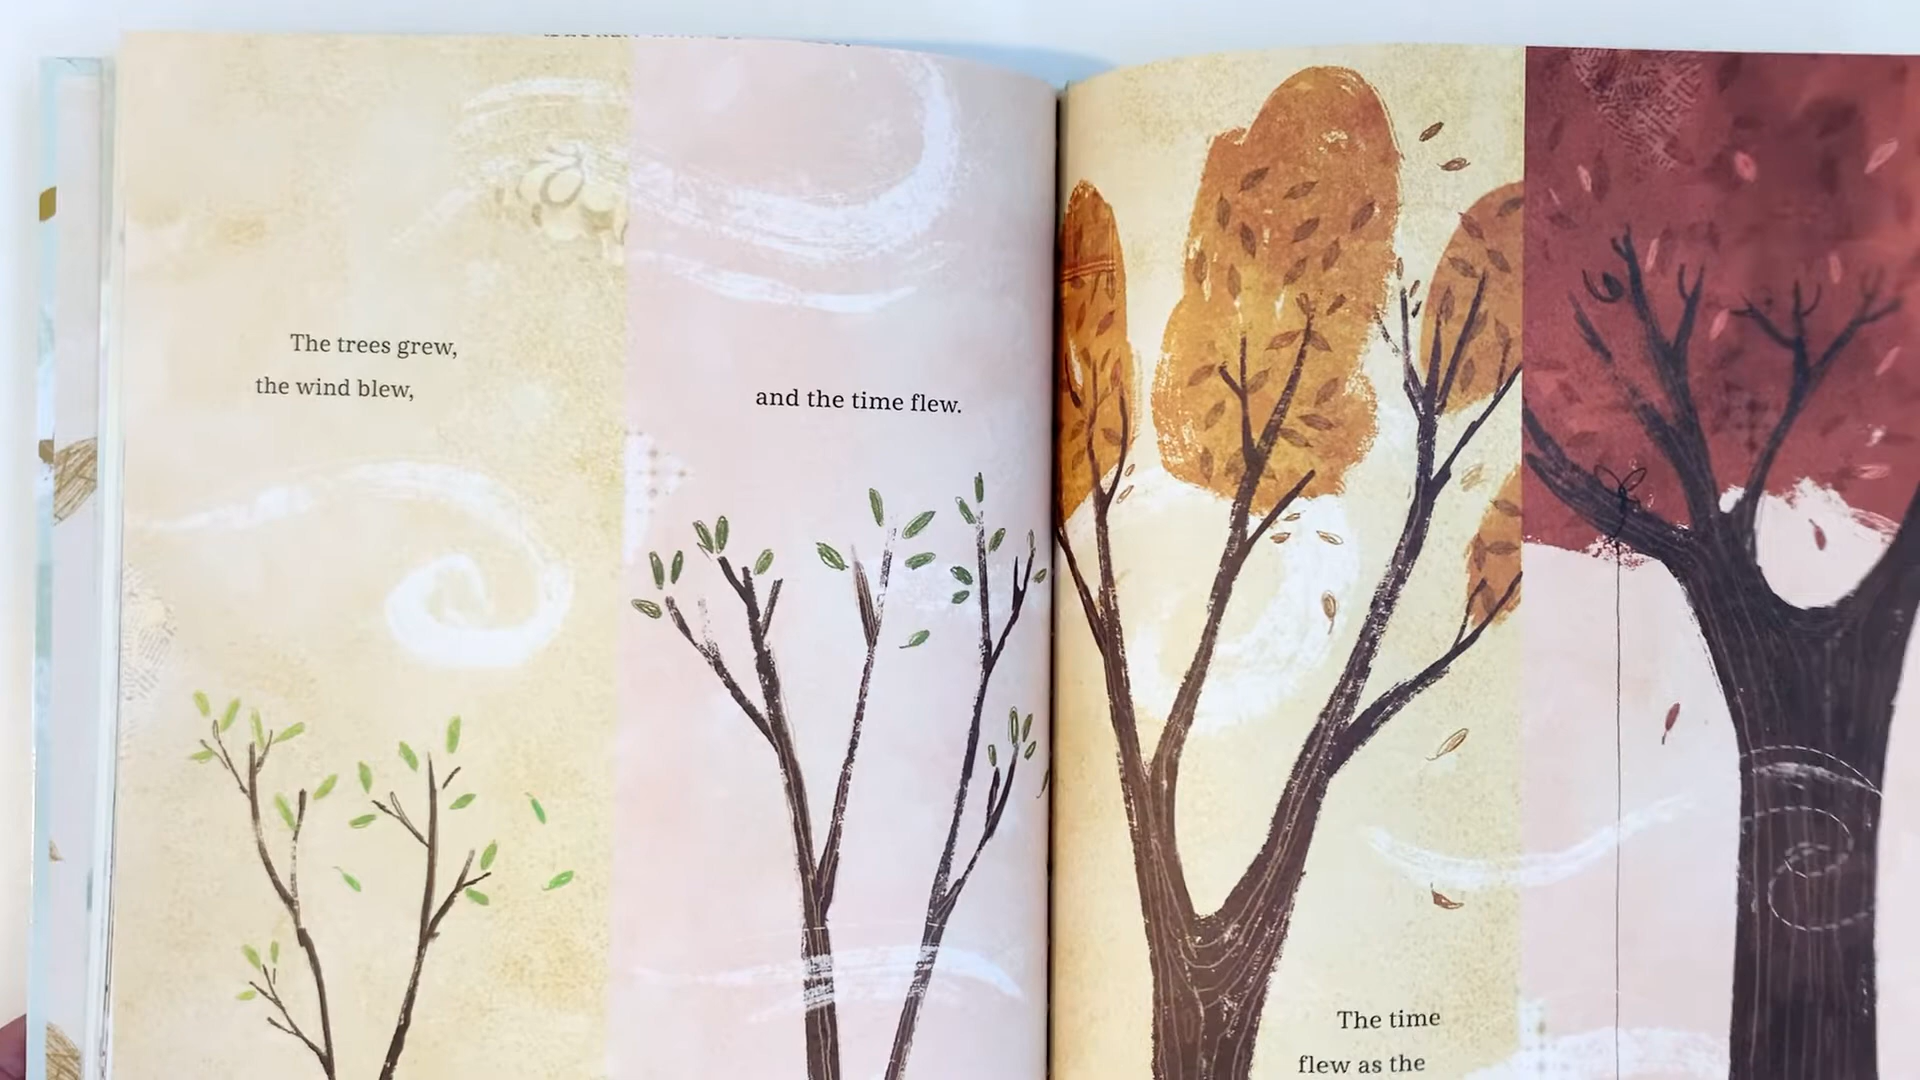 The trees grew,
the wind blew,
and the time flew.
The time
flew as the